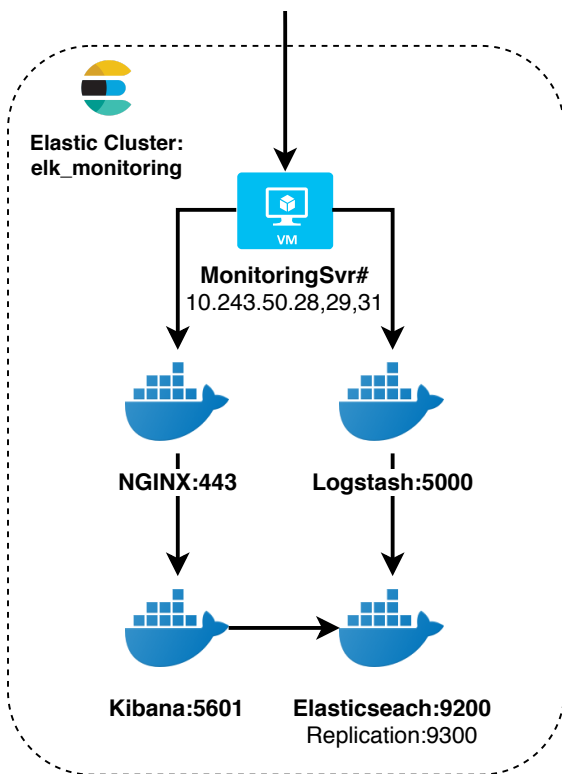 Elastic Cluster:
elk_monitoring
VM
MonitoringSvr#
10.243.50.28,29,31
NGINX:443
Logstash:5000
Kibana:5601
Elasticseach:9200
Replication:9300